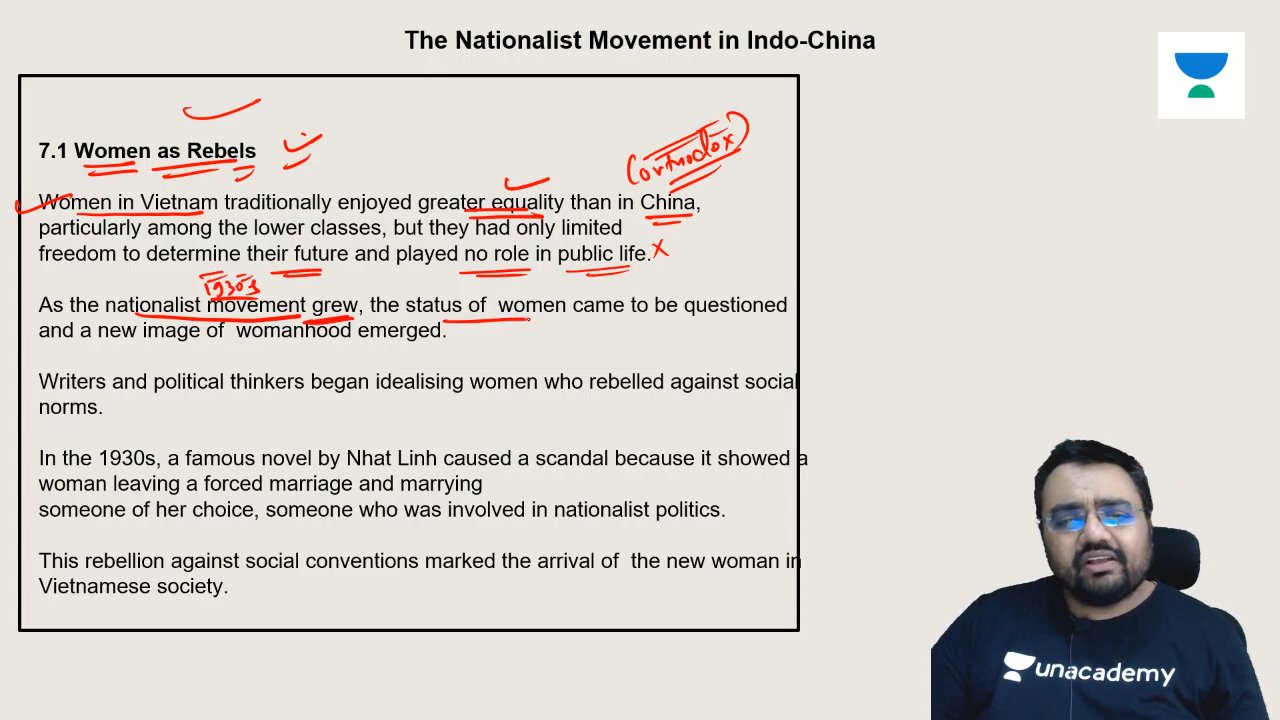 The Nationalist Movement in Indo-China
7.1 Women as Rebels
(orthodox)
Women in Vietnam traditionally enjoyed greater equality than in China,
particularly among the lower classes, but they had only limited
freedom to determine their future and played no role in public life. x
1930s
As the nationalist movement grew, the status of women came to be questioned
and a new image of womanhood emerged.
Writers and political thinkers began idealising women who rebelled against social
norms.
In the 1930s, a famous novel by Nhat Linh caused a scandal because it showed a
woman leaving a forced marriage and marrying
someone of her choice, someone who was involved in nationalist politics.
This rebellion against social conventions marked the arrival of the new woman in
Vietnamese society.
unacademy